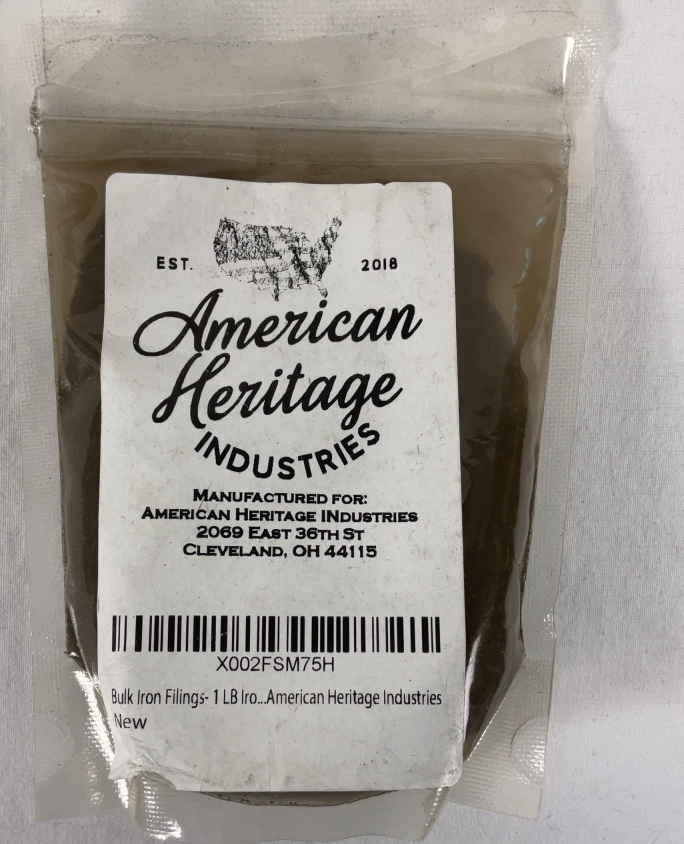 EST. 2018
American
Heritage
INDUSTRIES
MANUFACTURED FOR:
AMERICAN HERITAGE INDUSTRIES
2069 EAST 36TH ST
CLEVELAND, OH 44115
X002FSM75H
Bulk Iron Filings- 1 LB Iro...American Heritage Industries
New